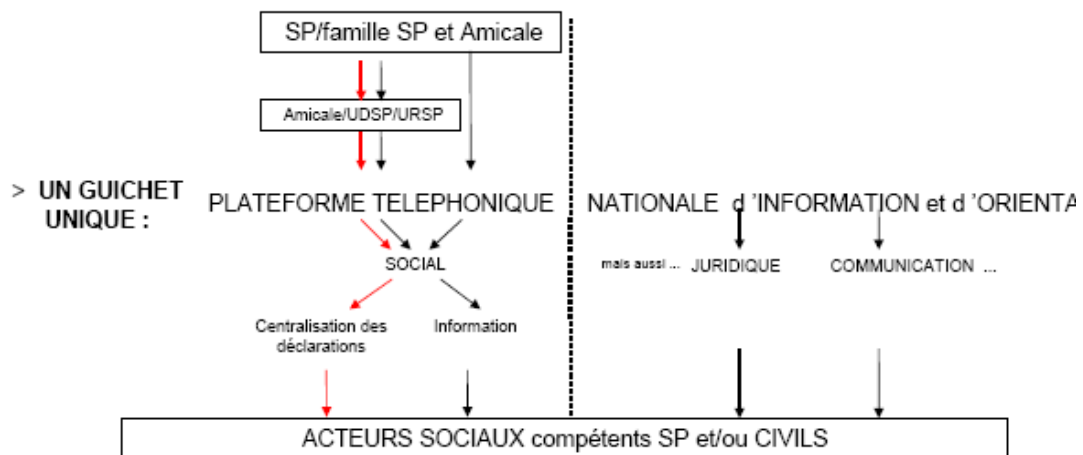 SP/famille SP et Amicale
Amicale/UDSP/URSP
> UN GUICHET
UNIQUE :
PLATEFORME TELEPHONIQUE NATIONALE d 'INFORMATION et d 'ORIENTA
SOCIAL
mais aussi ... JURIDIQUE COMMUNICATION ...
Centralisation des
déclarations
Information
ACTEURS SOCIAUX compétents SP et/ou CIVILS